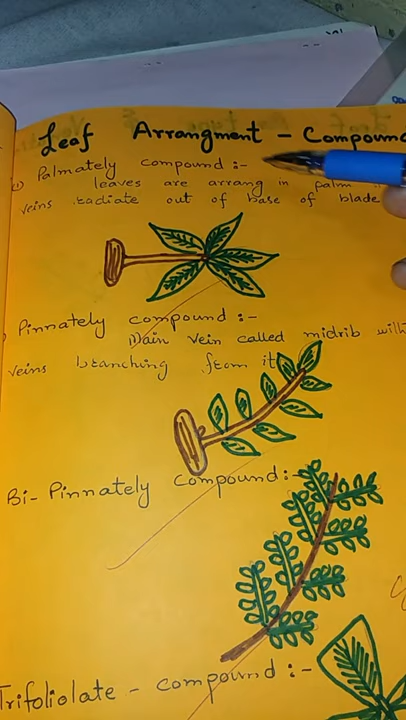 Leaf Arrangment - Compound
① Palmately compound :-
leaves are arrang in palm
veins radiate out of base of blade
Pinnately compound :-
Main vein called midrib with
veins branching from it
Bi-Pinnately Compound:-
Trifoliolate - compound :-